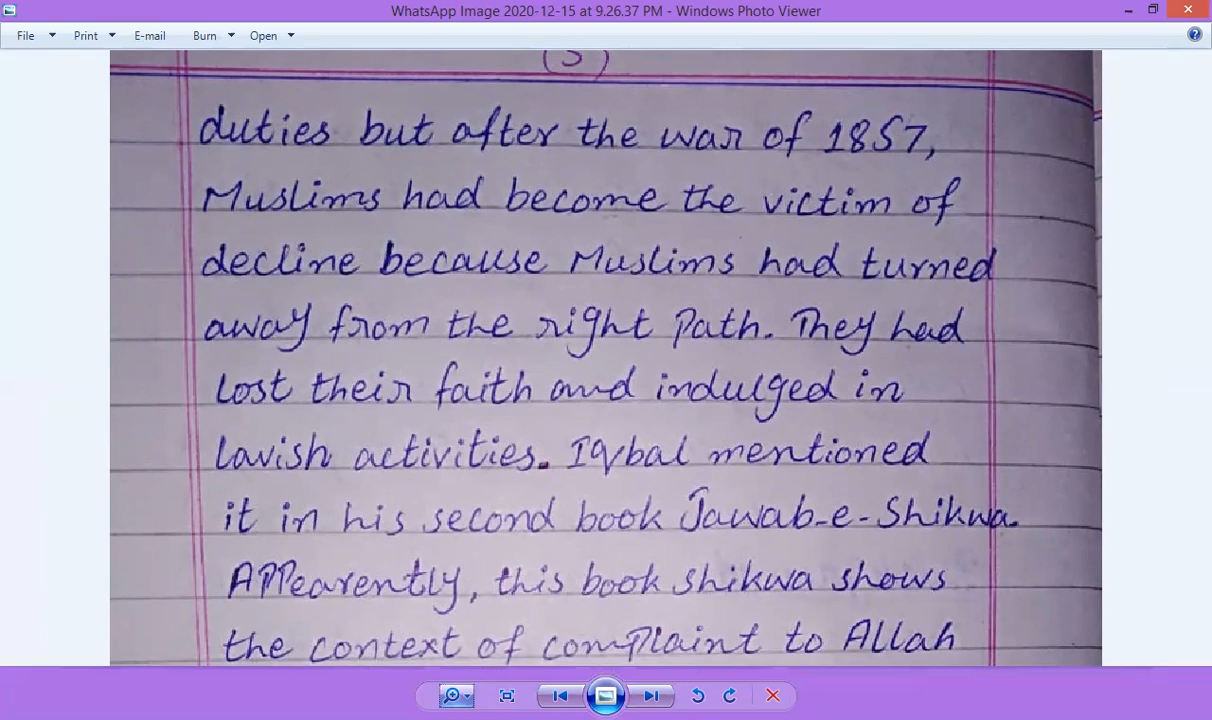 WhatsApp Image 2020-12-15 at 9.26.37 PM - Windows Photo Viewer
File Print E-mail Burn Open
duties but after the war of 1857,
Muslims had become the victim of
decline because Muslims had turned
away from the right Path. They had
lost their faith and indulged in
lavish activities. Iqbal mentioned
it in his second book Jawab-e-Shikwa.
APPearently, this book shikwa shows
the context of complaint to Allah